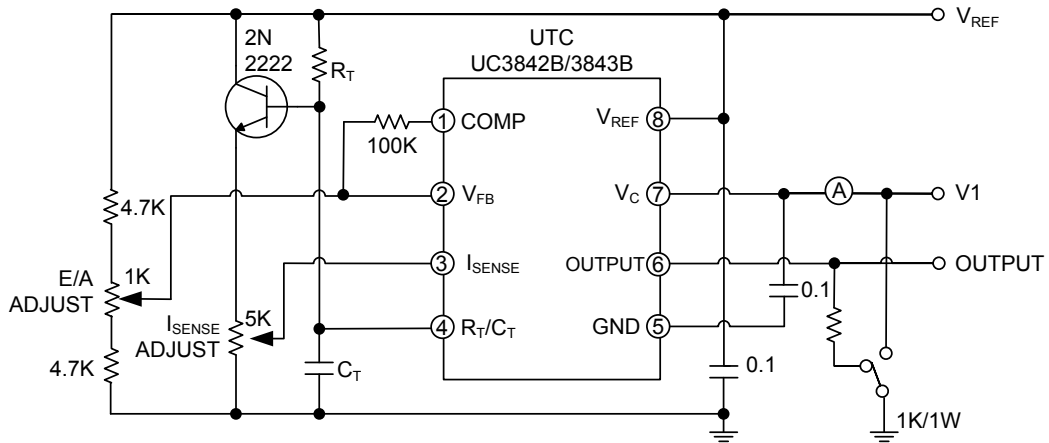 V_REF
2N
2222
R_T
UTC
UC3842B/3843B
1 COMP
100K
V_REF 8
4.7K
2 V_FB
V_C 7
A
V1
1K
E/A
ADJUST
3 I_SENSE
OUTPUT 6
OUTPUT
5K
I_SENSE
ADJUST
0.1
4 R_T/C_T
GND 5
4.7K
C_T
0.1
1K/1W